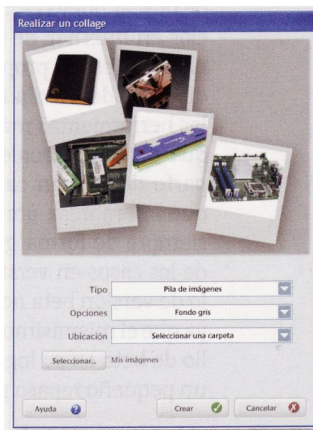 Realizar un collage
Tipo Pila de imágenes
Opciones Fondo gris
Ubicación Seleccionar una carpeta
Seleccionar... Mis imágenes
Ayuda Crear Cancelar